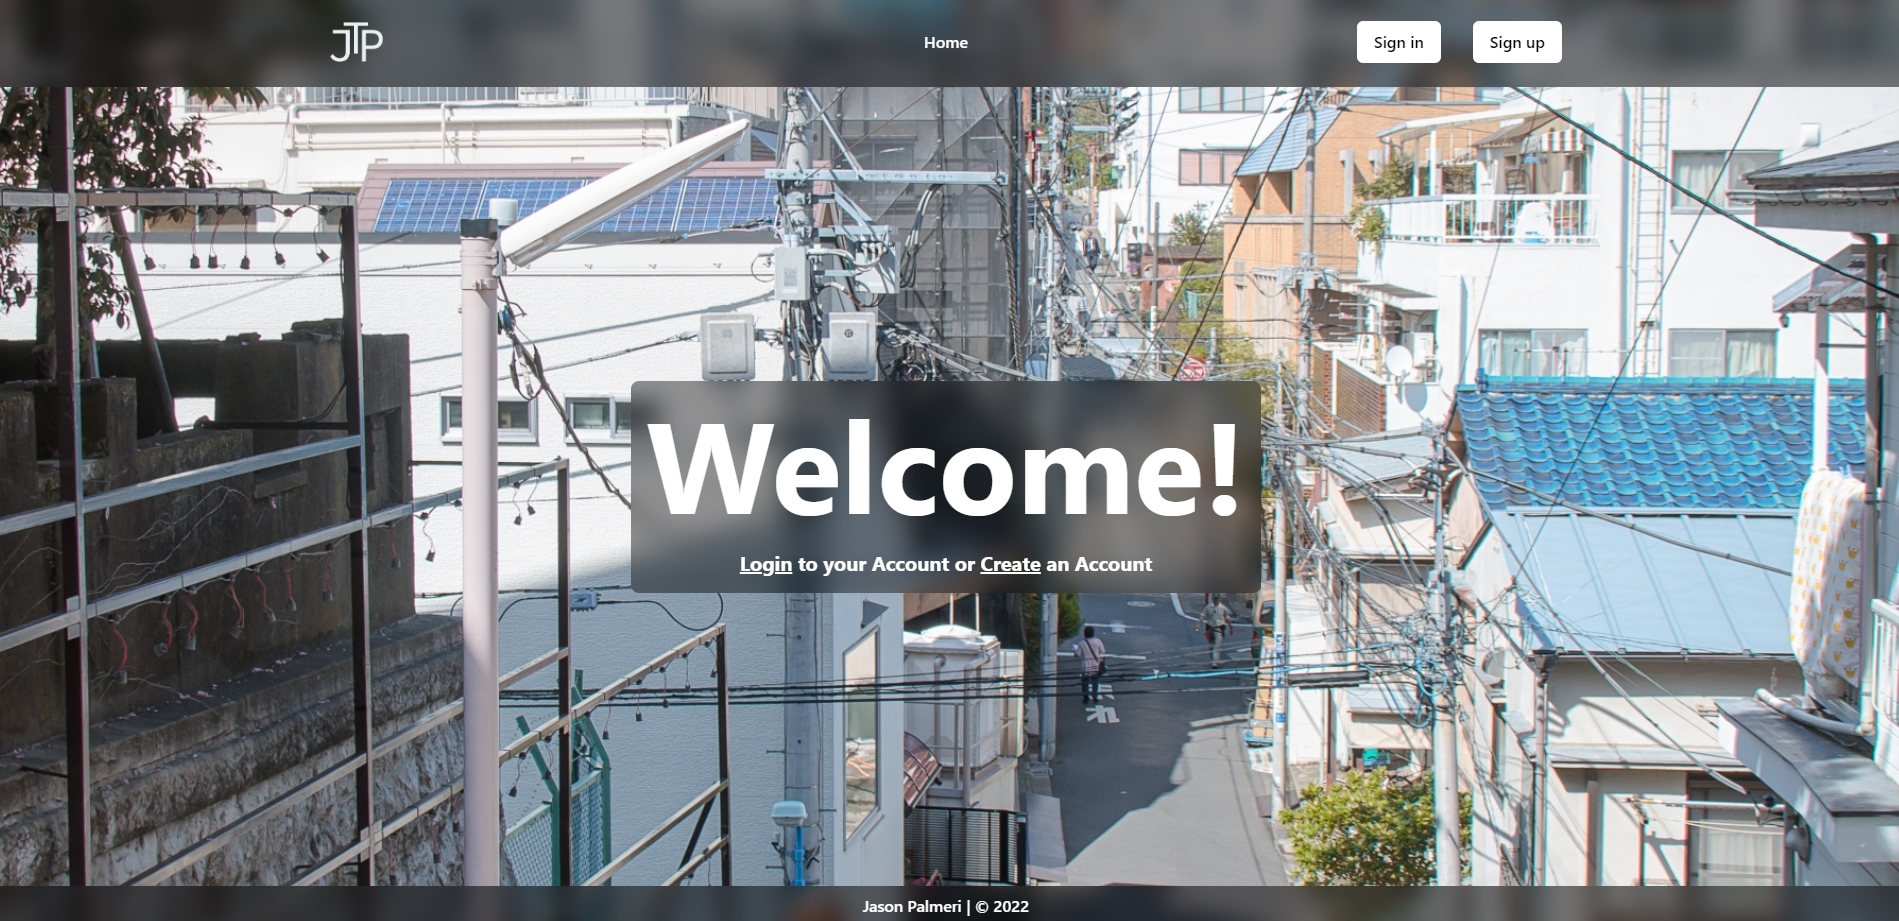 JTP
Home
Sign in
Sign up
Welcome!
Login to your Account or Create an Account
Jason Palmeri | © 2022